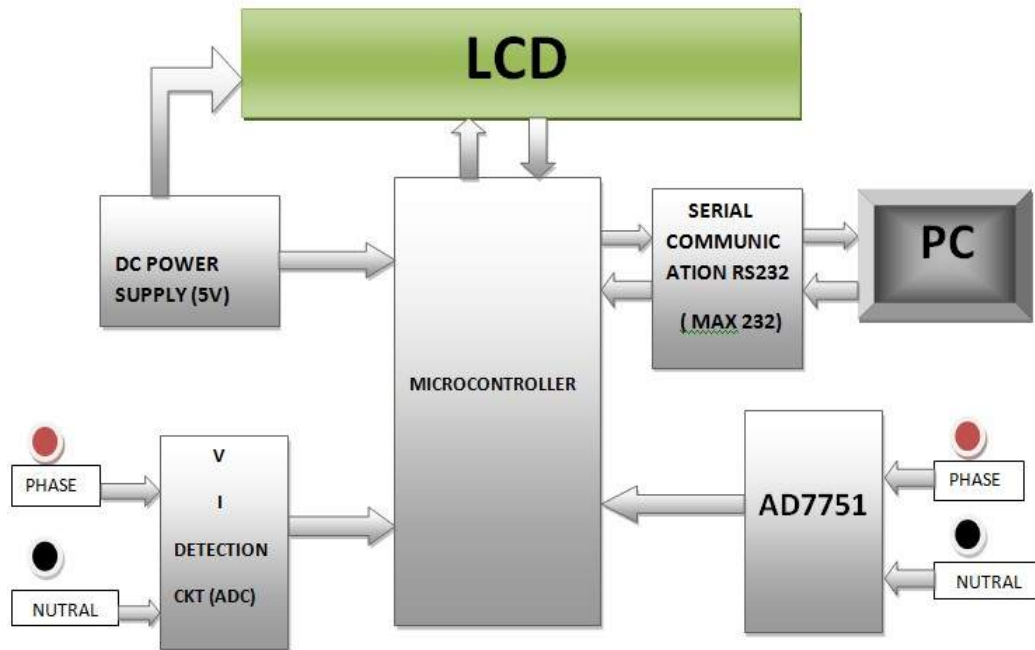 LCD
DC POWER
SUPPLY (5V)
MICROCONTROLLER
SERIAL
COMMUNIC
ATION RS232
( MAX 232)
PC
PHASE
NUTRAL
V
I
DETECTION
CKT (ADC)
AD7751
PHASE
NUTRAL